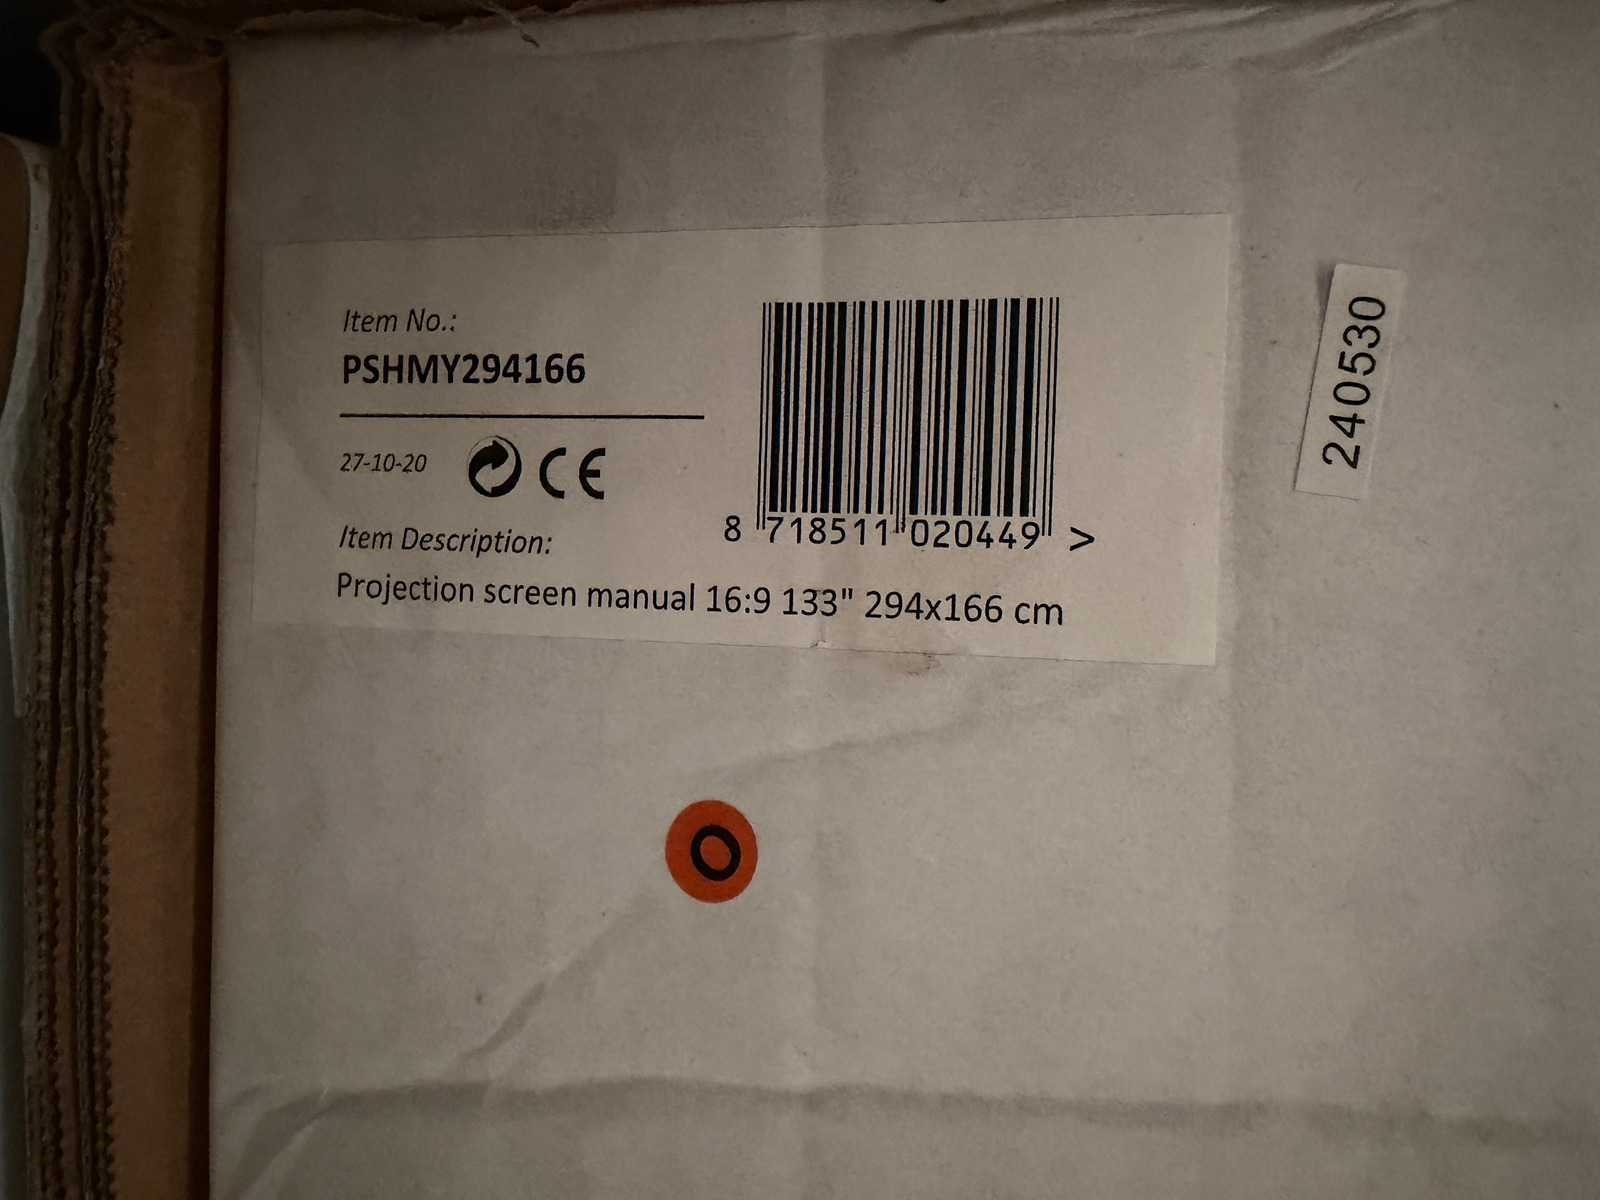 Item No.:
PSHMY294166
27-10-20
CE
Item Description:
Projection screen manual 16:9 133" 294x166 cm
8 718511 020449 >
240530
O